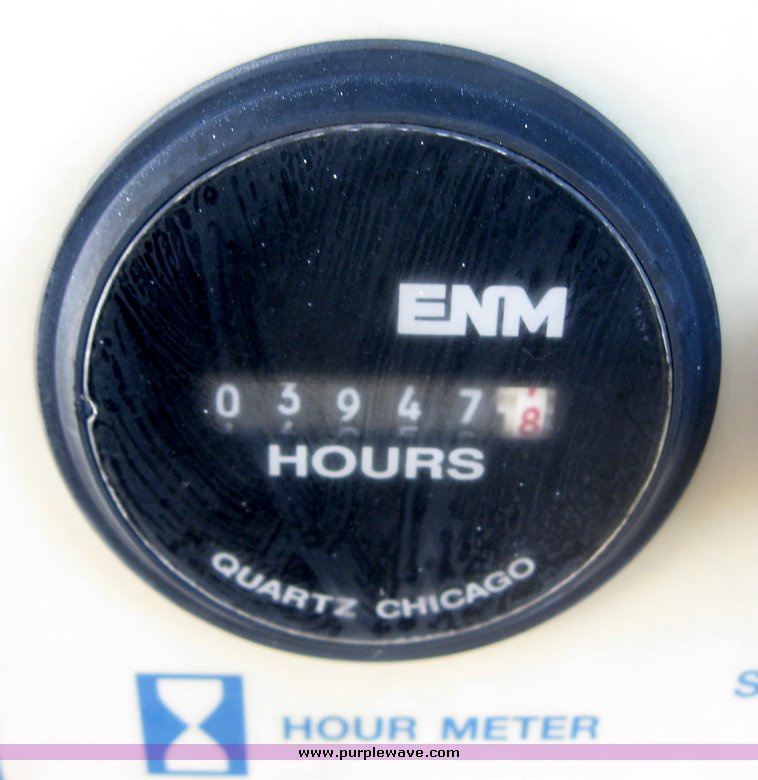 ENM
039478
HOURS
QUARTZ CHICAGO
S
HOUR METER
www.purplewave.com